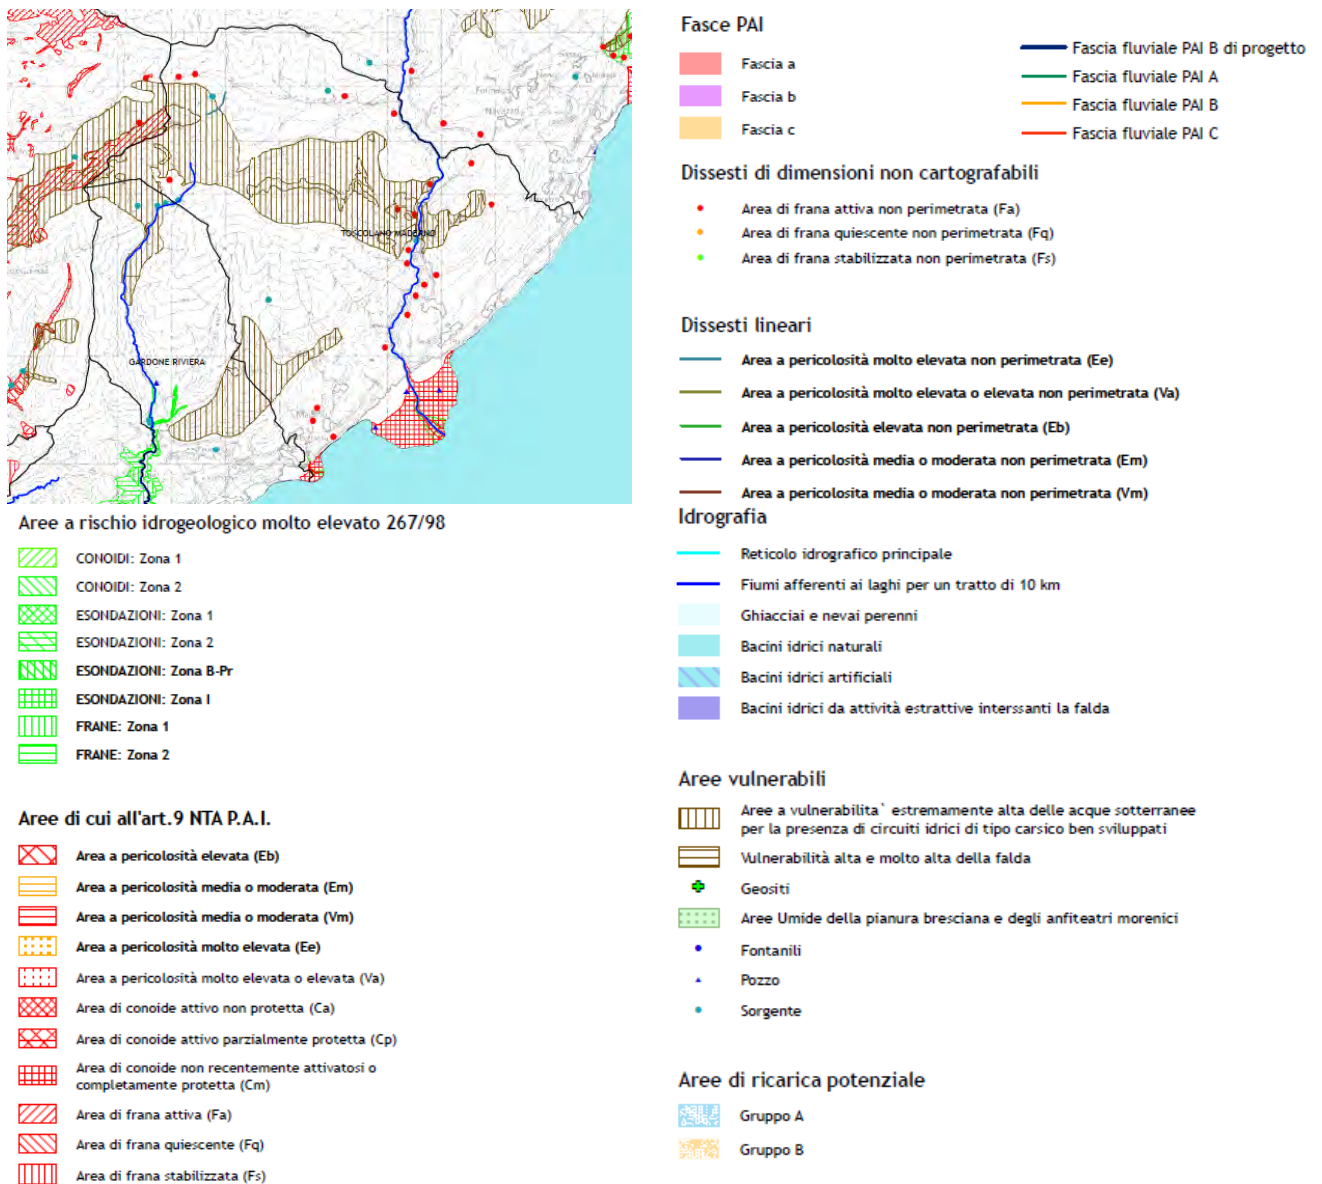 TOSCOLANO MADERNO
GARDONE RIVIERA
Aree a rischio idrogeologico molto elevato 267/98
CONOIDI: Zona 1
CONOIDI: Zona 2
ESONDAZIONI: Zona 1
ESONDAZIONI: Zona 2
ESONDAZIONI: Zona B-Pr
ESONDAZIONI: Zona I
FRANE: Zona 1
FRANE: Zona 2
Aree di cui all'art.9 NTA P.A.I.
Area a pericolosità elevata (Eb)
Area a pericolosità media o moderata (Em)
Area a pericolosità media o moderata (Vm)
Area a pericolosità molto elevata (Ee)
Area a pericolosità molto elevata o elevata (Va)
Area di conoide attivo non protetta (Ca)
Area di conoide attivo parzialmente protetta (Cp)
Area di conoide non recentemente attivatosi o
completamente protetta (Cm)
Area di frana attiva (Fa)
Area di frana quiescente (Fq)
Area di frana stabilizzata (Fs)
Fasce PAI
Fascia a
Fascia b
Fascia c
Fascia fluviale PAI B di progetto
Fascia fluviale PAI A
Fascia fluviale PAI B
Fascia fluviale PAI C
Dissesti di dimensioni non cartografabili
Area di frana attiva non perimetrata (Fa)
Area di frana quiescente non perimetrata (Fq)
Area di frana stabilizzata non perimetrata (Fs)
Dissesti lineari
Area a pericolosità molto elevata non perimetrata (Ee)
Area a pericolosità molto elevata o elevata non perimetrata (Va)
Area a pericolosità elevata non perimetrata (Eb)
Area a pericolosità media o moderata non perimetrata (Em)
Area a pericolosita media o moderata non perimetrata (Vm)
Idrografia
Reticolo idrografico principale
Fiumi afferenti ai laghi per un tratto di 10 km
Ghiacciai e nevai perenni
Bacini idrici naturali
Bacini idrici artificiali
Bacini idrici da attività estrattive interssanti la falda
Aree vulnerabili
Aree a vulnerabilita` estremamente alta delle acque sotterranee
per la presenza di circuiti idrici di tipo carsico ben sviluppati
Vulnerabilità alta e molto alta della falda
Geositi
Aree Umide della pianura bresciana e degli anfiteatri morenici
Fontanili
Pozzo
Sorgente
Aree di ricarica potenziale
Gruppo A
Gruppo B